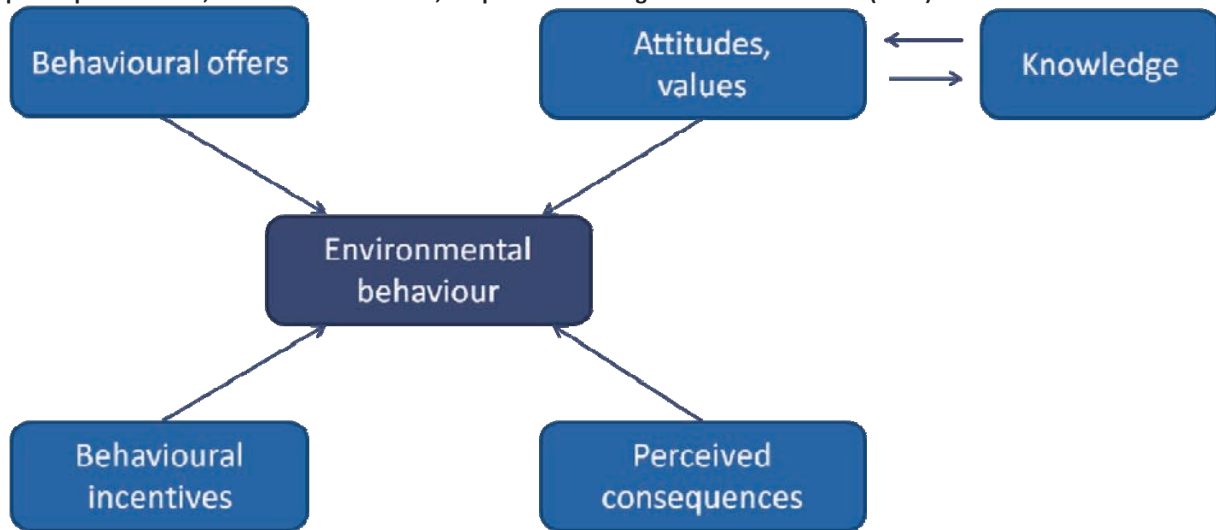 Behavioural offers
Attitudes,
values
Knowledge
Environmental
behaviour
Behavioural
incentives
Perceived
consequences